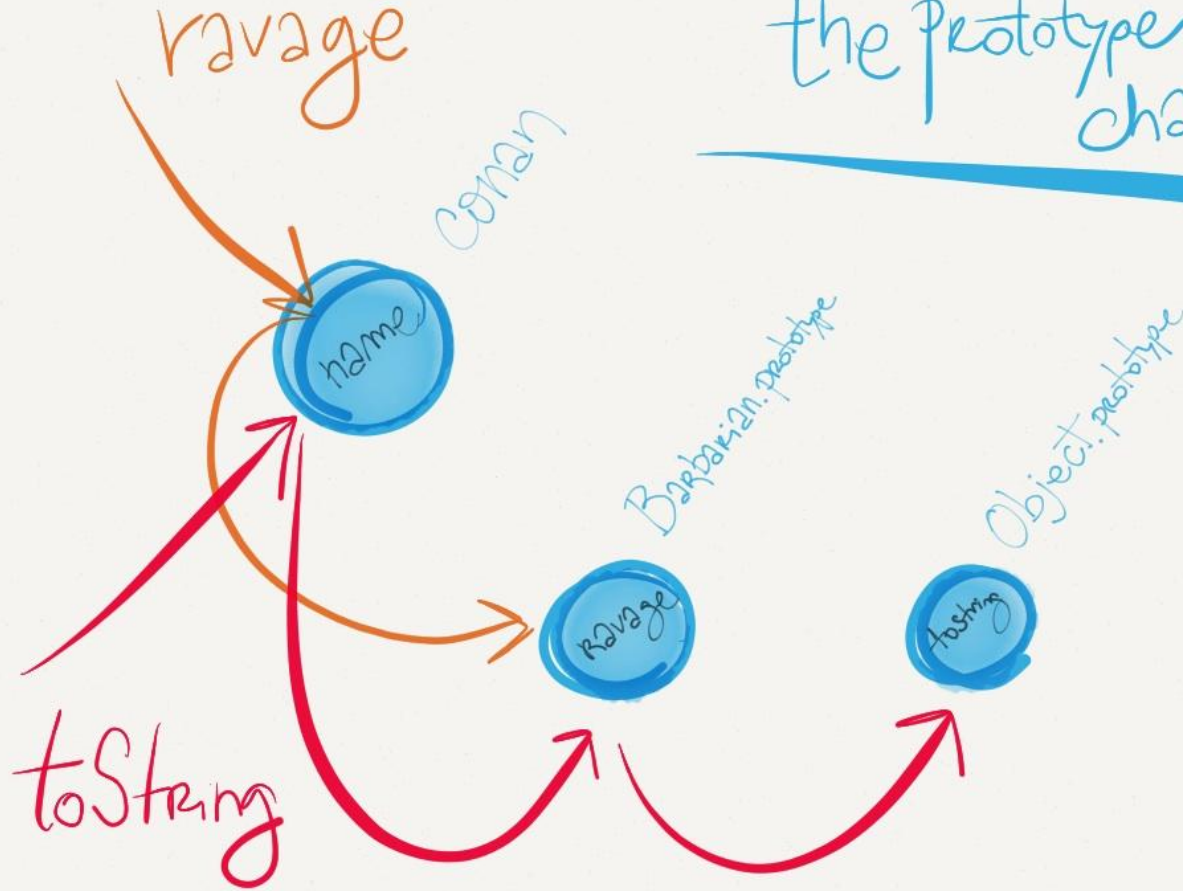 ravage
the prototype
cha
conan
name
Barbarian.prototype
Object.prototype
ravage
tostring
toString